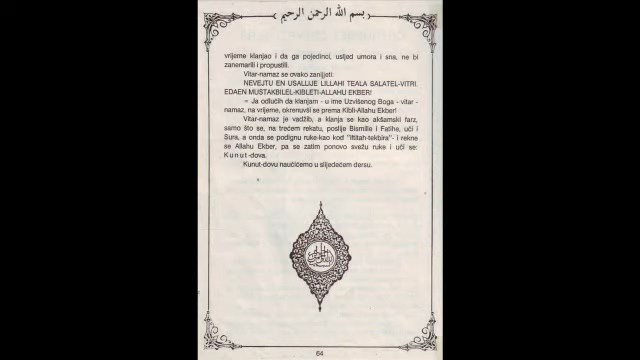 بسم الله الرحمن الرحيم
vrijeme klanjao i da ga pojedinci, usljed umora i sna, ne bi
zanemarili i propustili.
Vitar-namaz se ovako zanijjeti:
NEVEJTU EN USALLIJE LILLAHI TEALA SALATEL-VITRI
EDAEN MUSTAKBILEL-KIBLETI-ALLAHU EKBER!
= Ja odlučih da klanjam - u ime Uzvišenog Boga - vitar -
namaz, na vrijeme, okrenuvši se prema Kibli-Allahu Ekber!
Vitar-namaz je vadžib, a klanja se kao akšamski farz,
samo što se, na trećem rekatu, poslije Bismille i Fatihe, uči i
Sura, a onda se podignu ruke-kao kod "iftitah-tekbira"- i rekne
se Allahu Ekber, pa se zatim ponovo svežu ruke i uči se:
Kunut-dova.
Kunut-dovu naučićemo u slijedećem dersu.
64